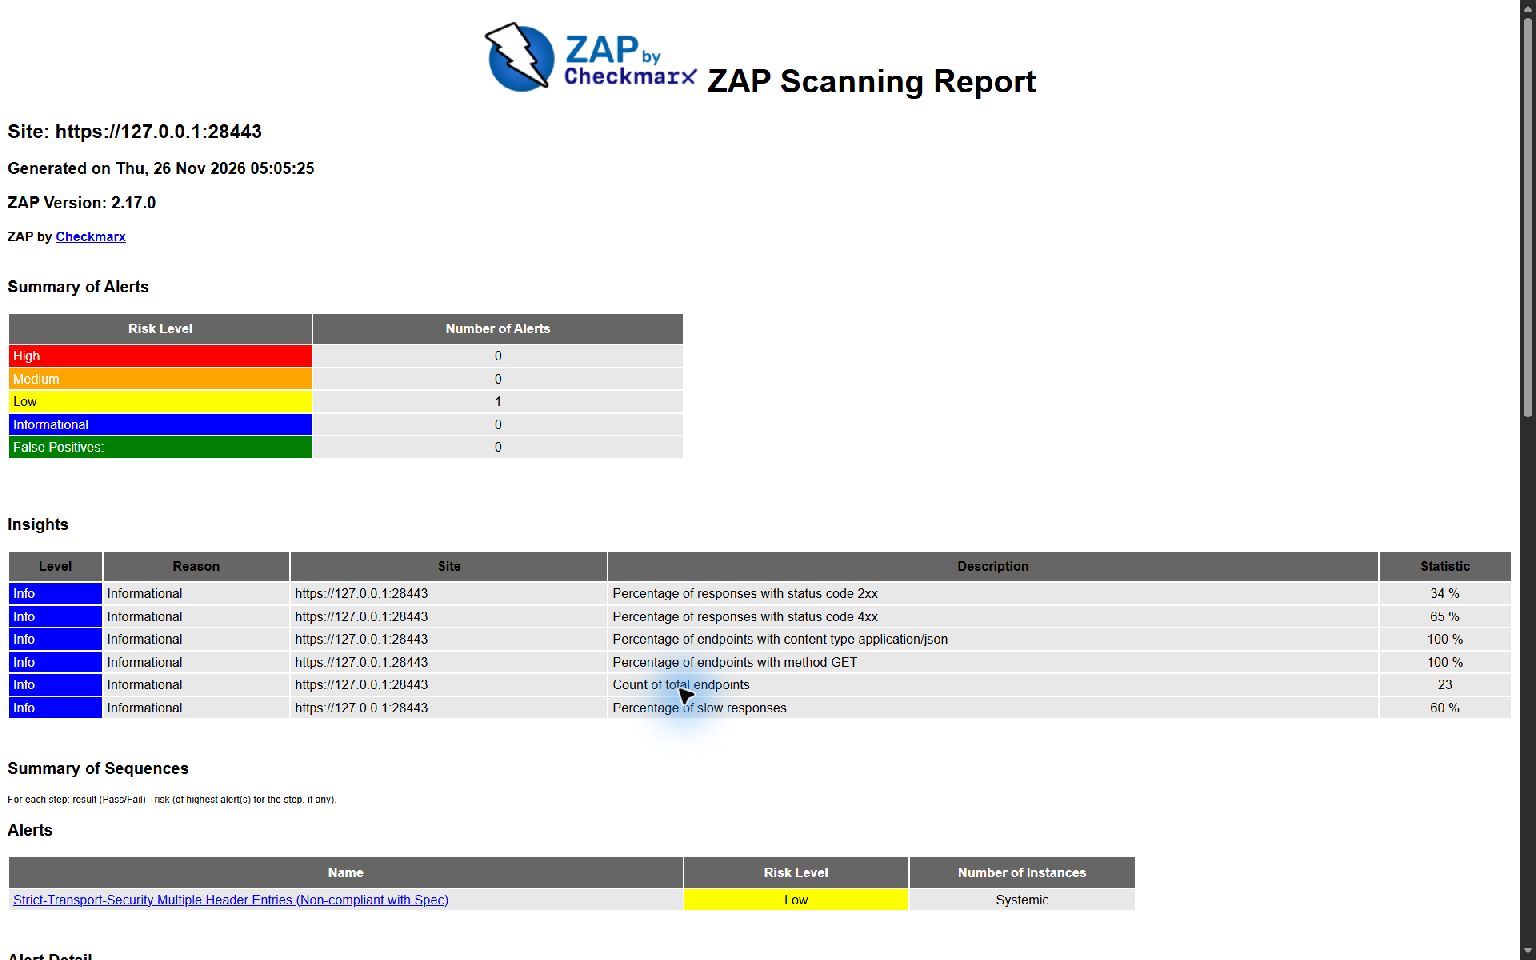 ZAP by
Checkmarx ZAP Scanning Report
Site: https://127.0.0.1:28443
Generated on Thu, 26 Nov 2026 05:05:25
ZAP Version: 2.17.0
ZAP by Checkmarx
Summary of Alerts
Risk Level Number of Alerts
High 0
Medium 0
Low 1
Informational 0
False Positives: 0
Insights
Level Reason Site Description Statistic
Info Informational https://127.0.0.1:28443 Percentage of responses with status code 2xx 34 %
Info Informational https://127.0.0.1:28443 Percentage of responses with status code 4xx 65 %
Info Informational https://127.0.0.1:28443 Percentage of endpoints with content type application/json 100 %
Info Informational https://127.0.0.1:28443 Percentage of endpoints with method GET 100 %
Info Informational https://127.0.0.1:28443 Count of total endpoints 23
Info Informational https://127.0.0.1:28443 Percentage of slow responses 60 %
Summary of Sequences
For each step: result (Pass/Fail) - risk (of highest alert(s) for the step, if any).
Alerts
Name Risk Level Number of Instances
Strict-Transport-Security Multiple Header Entries (Non-compliant with Spec) Low Systemic
Alert Detail